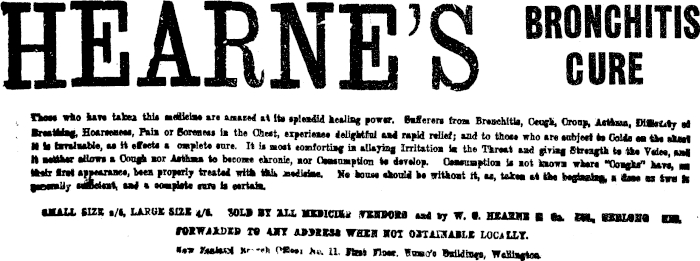 HEARNE'S BRONCHITIS
CURE
Those who have taken this medicine are amazed at its splendid healing power. Sufferers from Bronchitis, Cough, Croup, Asthma, Difficulty of
Breathing, Hoarseness, Pain or Soreness in the Chest, experience delightful and rapid relief; and to those who are subject to Colds on the chest
it is invaluable, as it effects a complete cure. It is most comforting in allaying Irritation in the Throat and giving Strength to the Voice, and
it neither allows a Cough nor Asthma to become chronic, nor Consumption to develop. Consumption is not known where "Coughs" have, on
their first appearance, been properly treated with this medicine. No house should be without it, as, taken at the beginning, a dose or two is
generally sufficient, and a complete cure is certain.
SMALL SIZE 2/6, LARGE SIZE 4/6. SOLD BY ALL MEDICINE VENDORS and by W. G. HEARNE & Co.
FORWARDED TO ANY ADDRESS WHEN NOT OBTAINABLE LOCALLY.
New Zealand Branch Office: No. 11. First Floor, Hume's Buildings, Wellington